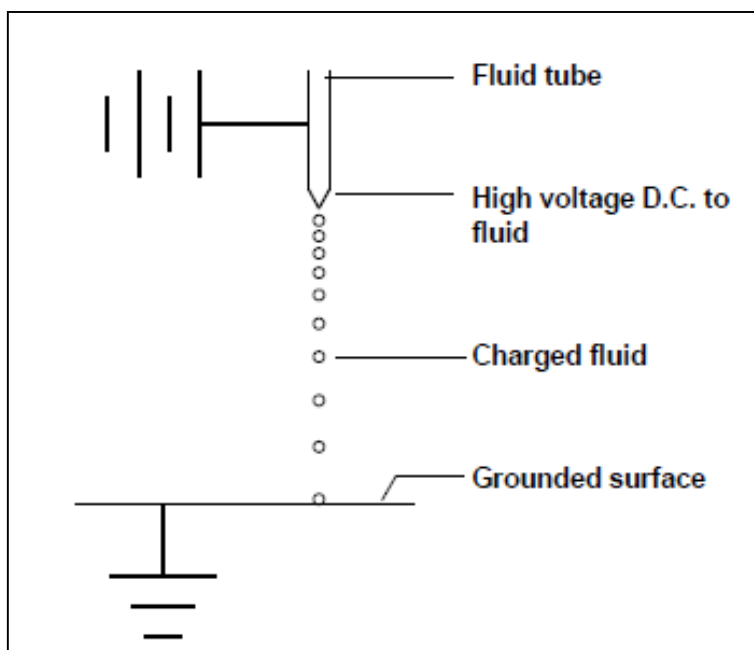 Fluid tube
High voltage D.C. to
fluid
Charged fluid
Grounded surface